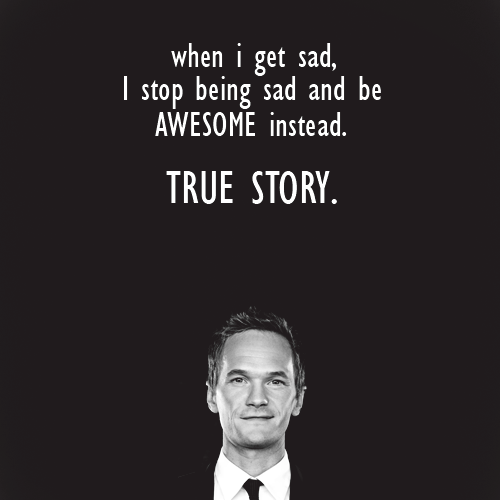 when i get sad,
I stop being sad and be
AWESOME instead.
TRUE STORY.